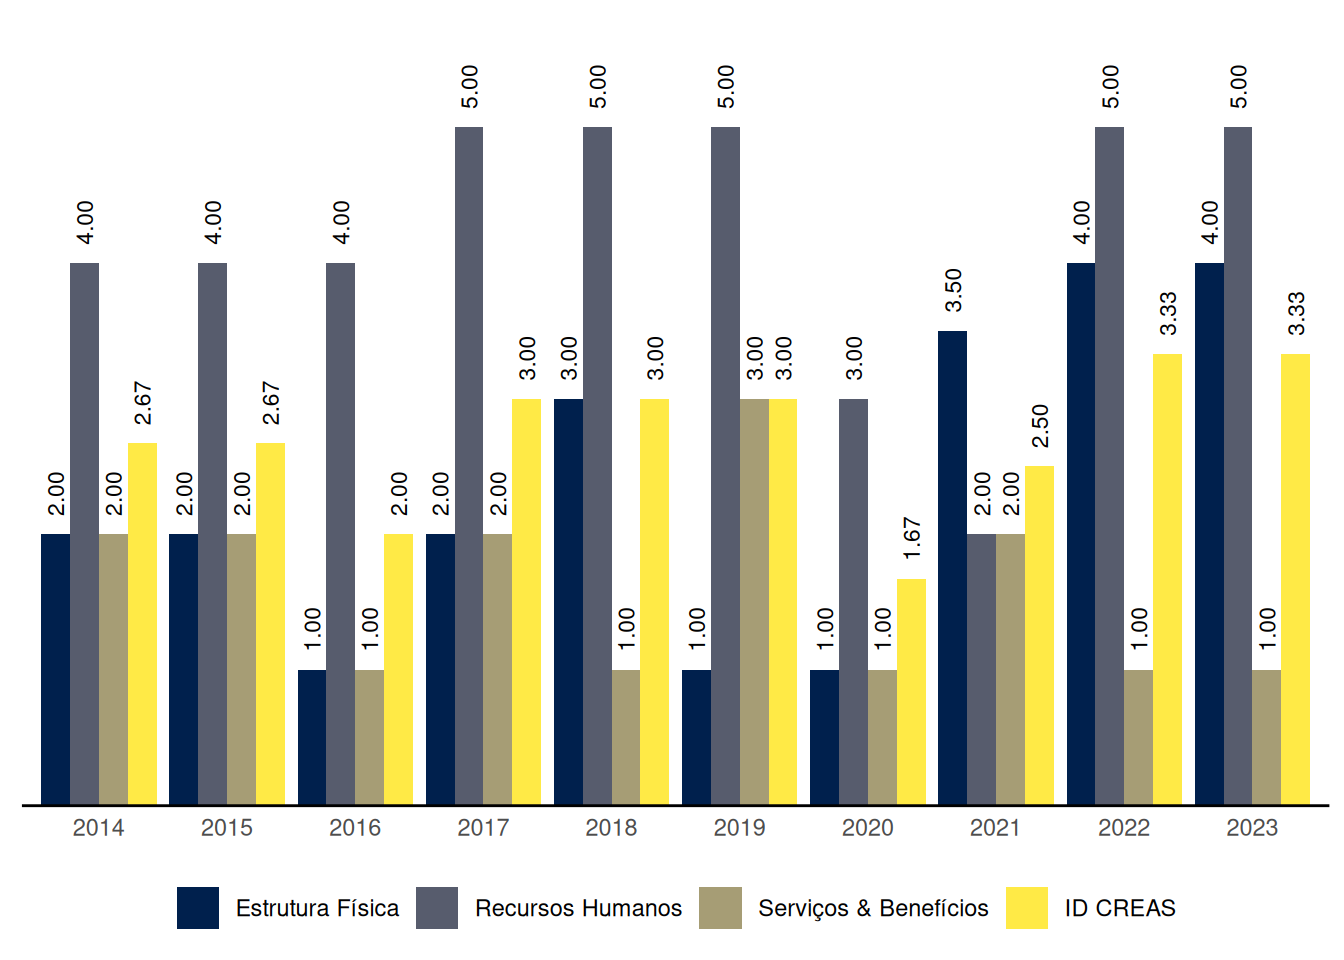 5.00 5.00 5.00 5.00 5.00
4.00 4.00 4.00 4.00 4.00
3.50 3.33 3.33
3.00 3.00 3.00 3.00 3.00 3.00
2.67 2.67 2.50
2.00 2.00 2.00 2.00 2.00 2.00 2.00 2.00 2.00
1.67
1.00 1.00 1.00 1.00 1.00 1.00 1.00 1.00
2014 2015 2016 2017 2018 2019 2020 2021 2022 2023
Estrutura Física Recursos Humanos Serviços & Benefícios ID CREAS